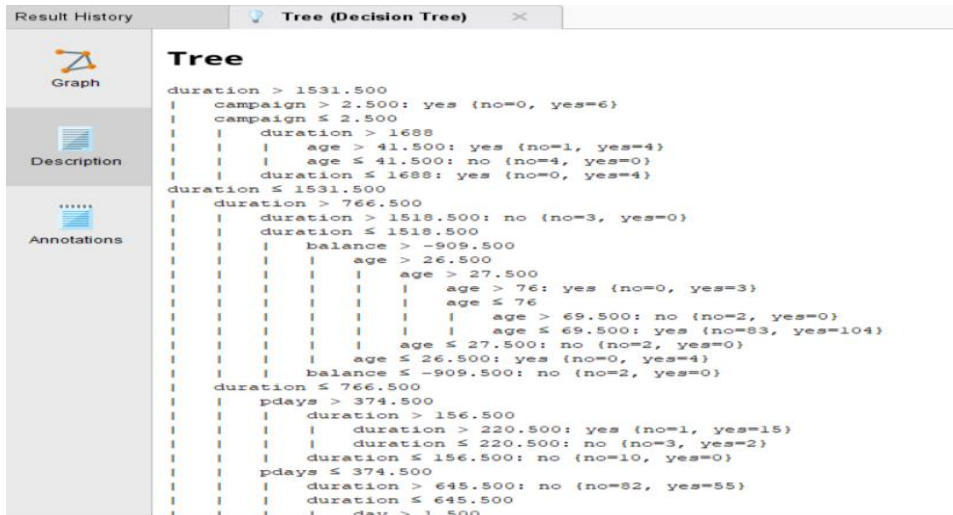 Result History
Tree (Decision Tree)
Graph
Description
Annotations
Tree
duration > 1531.500
|   campaign > 2.500: yes {no=0, yes=6}
|   campaign ≤ 2.500
|   |   duration > 1688
|   |   |   age > 41.500: yes {no=1, yes=4}
|   |   |   age ≤ 41.500: no {no=4, yes=0}
|   |   duration ≤ 1688: yes {no=0, yes=4}
duration ≤ 1531.500
|   duration > 766.500
|   |   duration > 1518.500: no {no=3, yes=0}
|   |   duration ≤ 1518.500
|   |   |   balance > -909.500
|   |   |   |   age > 26.500
|   |   |   |   |   age > 27.500
|   |   |   |   |   |   age > 76: yes {no=0, yes=3}
|   |   |   |   |   |   age ≤ 76
|   |   |   |   |   |   |   age > 69.500: no {no=2, yes=0}
|   |   |   |   |   |   |   age ≤ 69.500: yes {no=83, yes=104}
|   |   |   |   |   age ≤ 27.500: no {no=2, yes=0}
|   |   |   |   age ≤ 26.500: yes {no=0, yes=4}
|   |   |   balance ≤ -909.500: no {no=2, yes=0}
|   duration ≤ 766.500
|   |   pdays > 374.500
|   |   |   duration > 156.500
|   |   |   |   duration > 220.500: yes {no=1, yes=15}
|   |   |   |   duration ≤ 220.500: no {no=3, yes=2}
|   |   |   duration ≤ 156.500: no {no=10, yes=0}
|   |   pdays ≤ 374.500
|   |   |   duration > 645.500: no {no=82, yes=55}
|   |   |   duration ≤ 645.500
|   |   |   |   day > 1.500